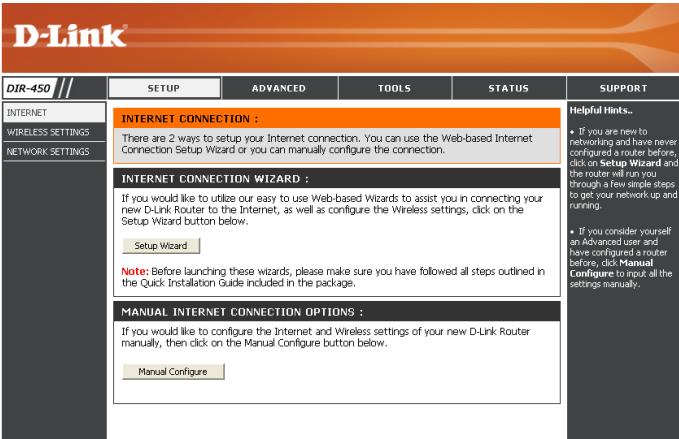 D-Link
DIR-450 //
SETUP
ADVANCED
TOOLS
STATUS
SUPPORT
INTERNET
WIRELESS SETTINGS
NETWORK SETTINGS
INTERNET CONNECTION :
There are 2 ways to setup your Internet connection. You can use the Web-based Internet
Connection Setup Wizard or you can manually configure the connection.
INTERNET CONNECTION WIZARD :
If you would like to utilize our easy to use Web-based Wizards to assist you in connecting your
new D-Link Router to the Internet, as well as configure the Wireless settings, click on the
Setup Wizard button below.
Setup Wizard
Note: Before launching these wizards, please make sure you have followed all steps outlined in
the Quick Installation Guide included in the package.
MANUAL INTERNET CONNECTION OPTIONS :
If you would like to configure the Internet and Wireless settings of your new D-Link Router
manually, then click on the Manual Configure button below.
Manual Configure
Helpful Hints..
• If you are new to
networking and have never
configured a router before,
click on Setup Wizard and
the router will run you
through a few simple steps
to get your network up and
running.
• If you consider yourself
an Advanced user and
have configured a router
before, click Manual
Configure to input all the
settings manually.